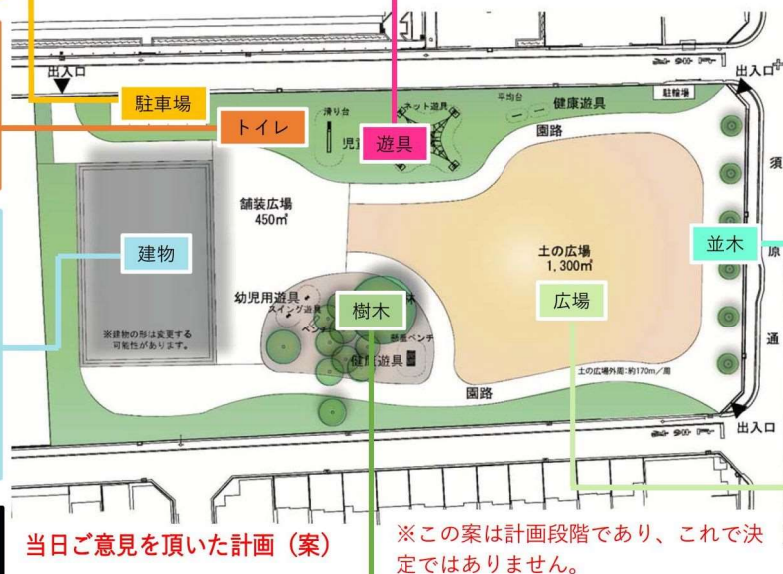 出入口
駐車場
トイレ
滑り台
遊具
ネット遊具
平均台
健康遊具
駐輪場
出入口
園路
舗装広場
450㎡
建物
※建物の形は変更する
可能性があります。
土の広場
1,300㎡
広場
並木
須
原
通
幼児用遊具
スイング遊具
樹木
健康遊具
土の広場外周：約170m／周
園路
出入口
当日ご意見を頂いた計画（案）
※この案は計画段階であり、これで決
定ではありません。